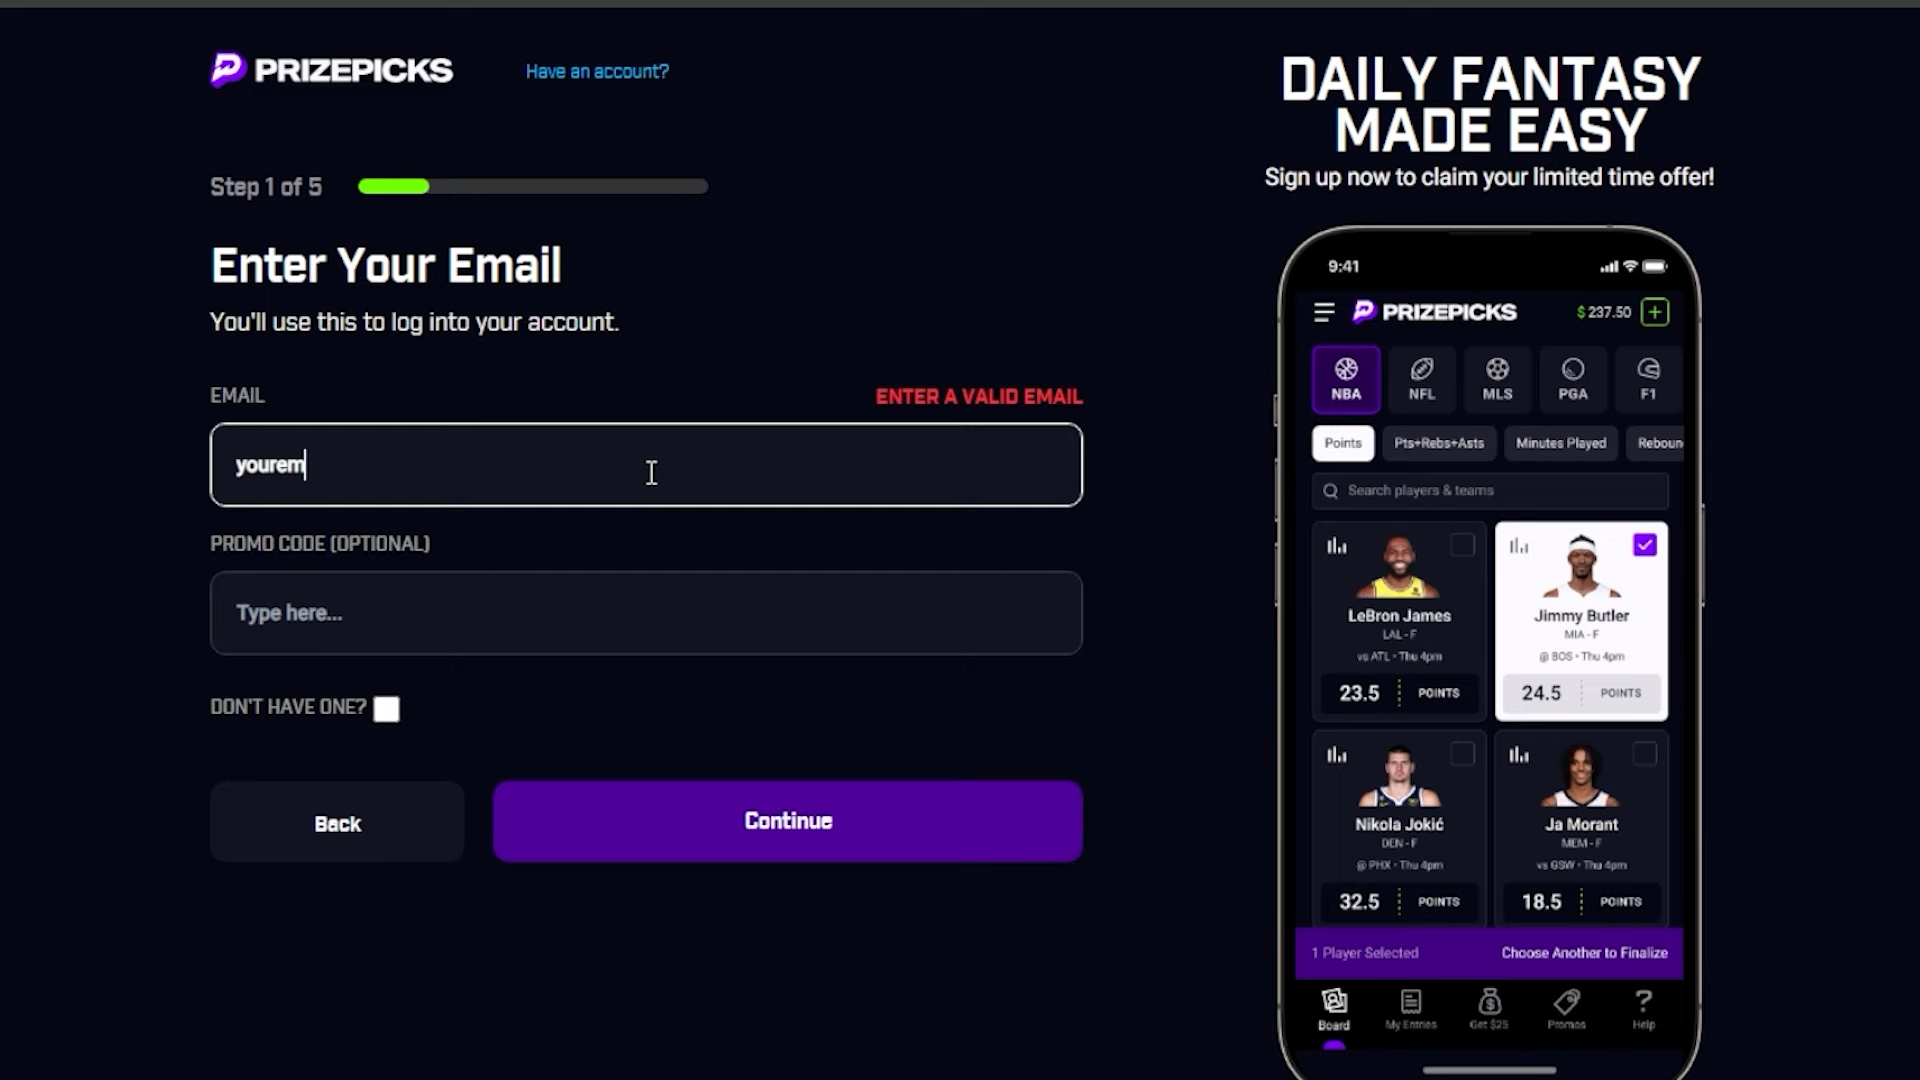 PRIZEPICKS
Have an account?
Step 1 of 5
Enter Your Email
You'll use this to log into your account.
EMAIL
ENTER A VALID EMAIL
yourem
PROMO CODE (OPTIONAL)
Type here...
DON'T HAVE ONE?
Back
Continue
DAILY FANTASY
MADE EASY
Sign up now to claim your limited time offer!
9:41
PRIZEPICKS
$ 237.50
NBA
NFL
MLS
PGA
F1
Points
Pts+Rebs+Asts
Minutes Played
Reboun
Search players & teams
LeBron James
LAL - F
vs ATL • Thu 4pm
23.5
POINTS
Jimmy Butler
MIA - F
@ BOS • Thu 4pm
24.5
POINTS
Nikola Jokić
DEN - F
@ PHX • Thu 4pm
32.5
POINTS
Ja Morant
MEM - F
vs GSW • Thu 4pm
18.5
POINTS
1 Player Selected
Choose Another to Finalize
Board
My Entries
Get $25
Promos
Help